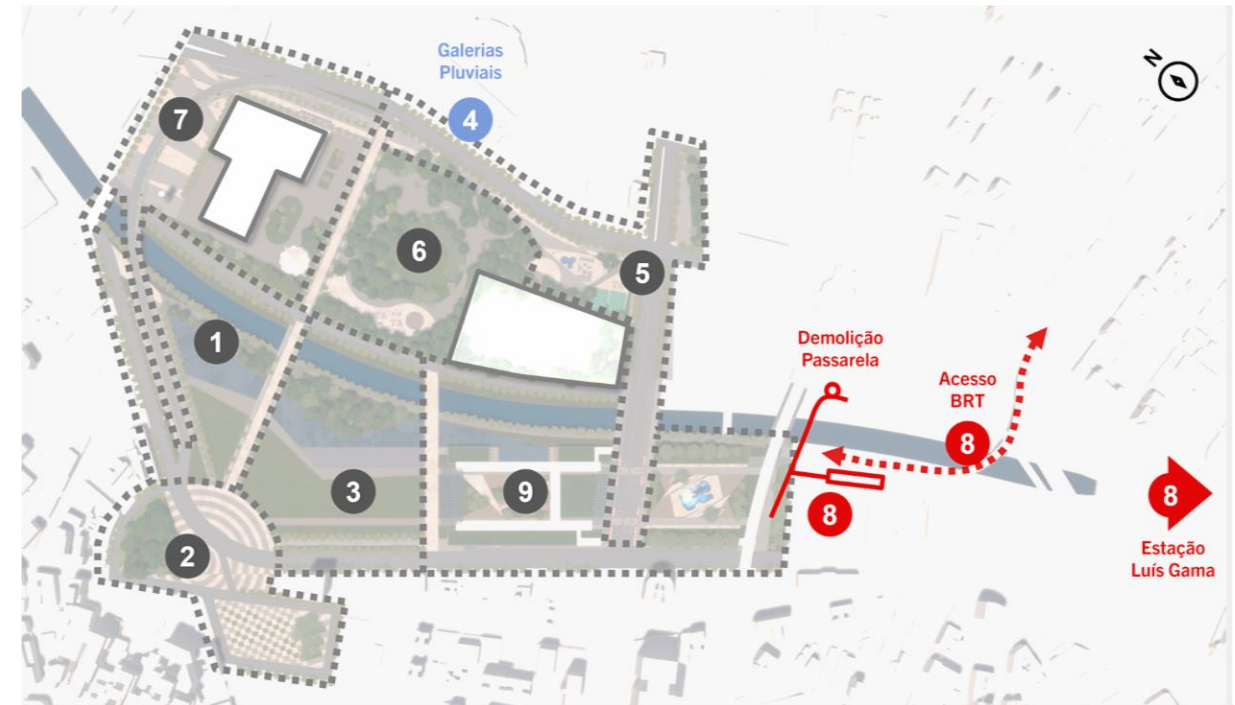 Galerias
Pluviais
4
N
7
6
5
1
Demolição
Passarela
Acesso
BRT
8
3
9
8
8
2
Estação
Luís Gama